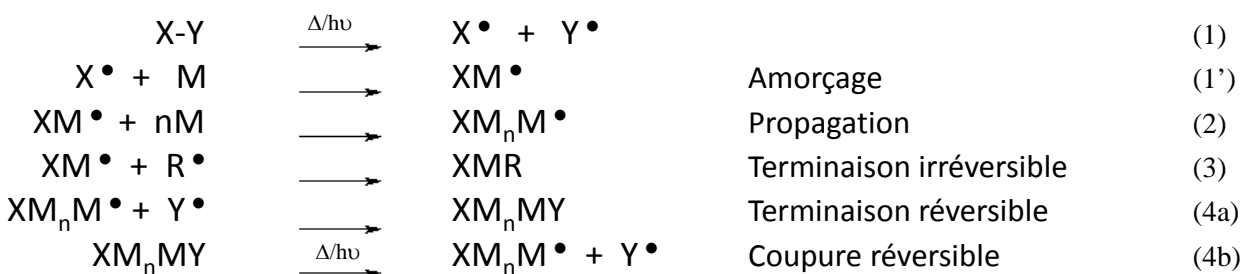 X-Y Δ/hυ X• + Y• (1)
X• + M XM• Amorçage (1’)
XM• + nM XMnM• Propagation (2)
XM• + R• XMR Terminaison irréversible (3)
XMnM• + Y• XMnMY Terminaison réversible (4a)
XMnMY Δ/hυ XMnM• + Y• Coupure réversible (4b)